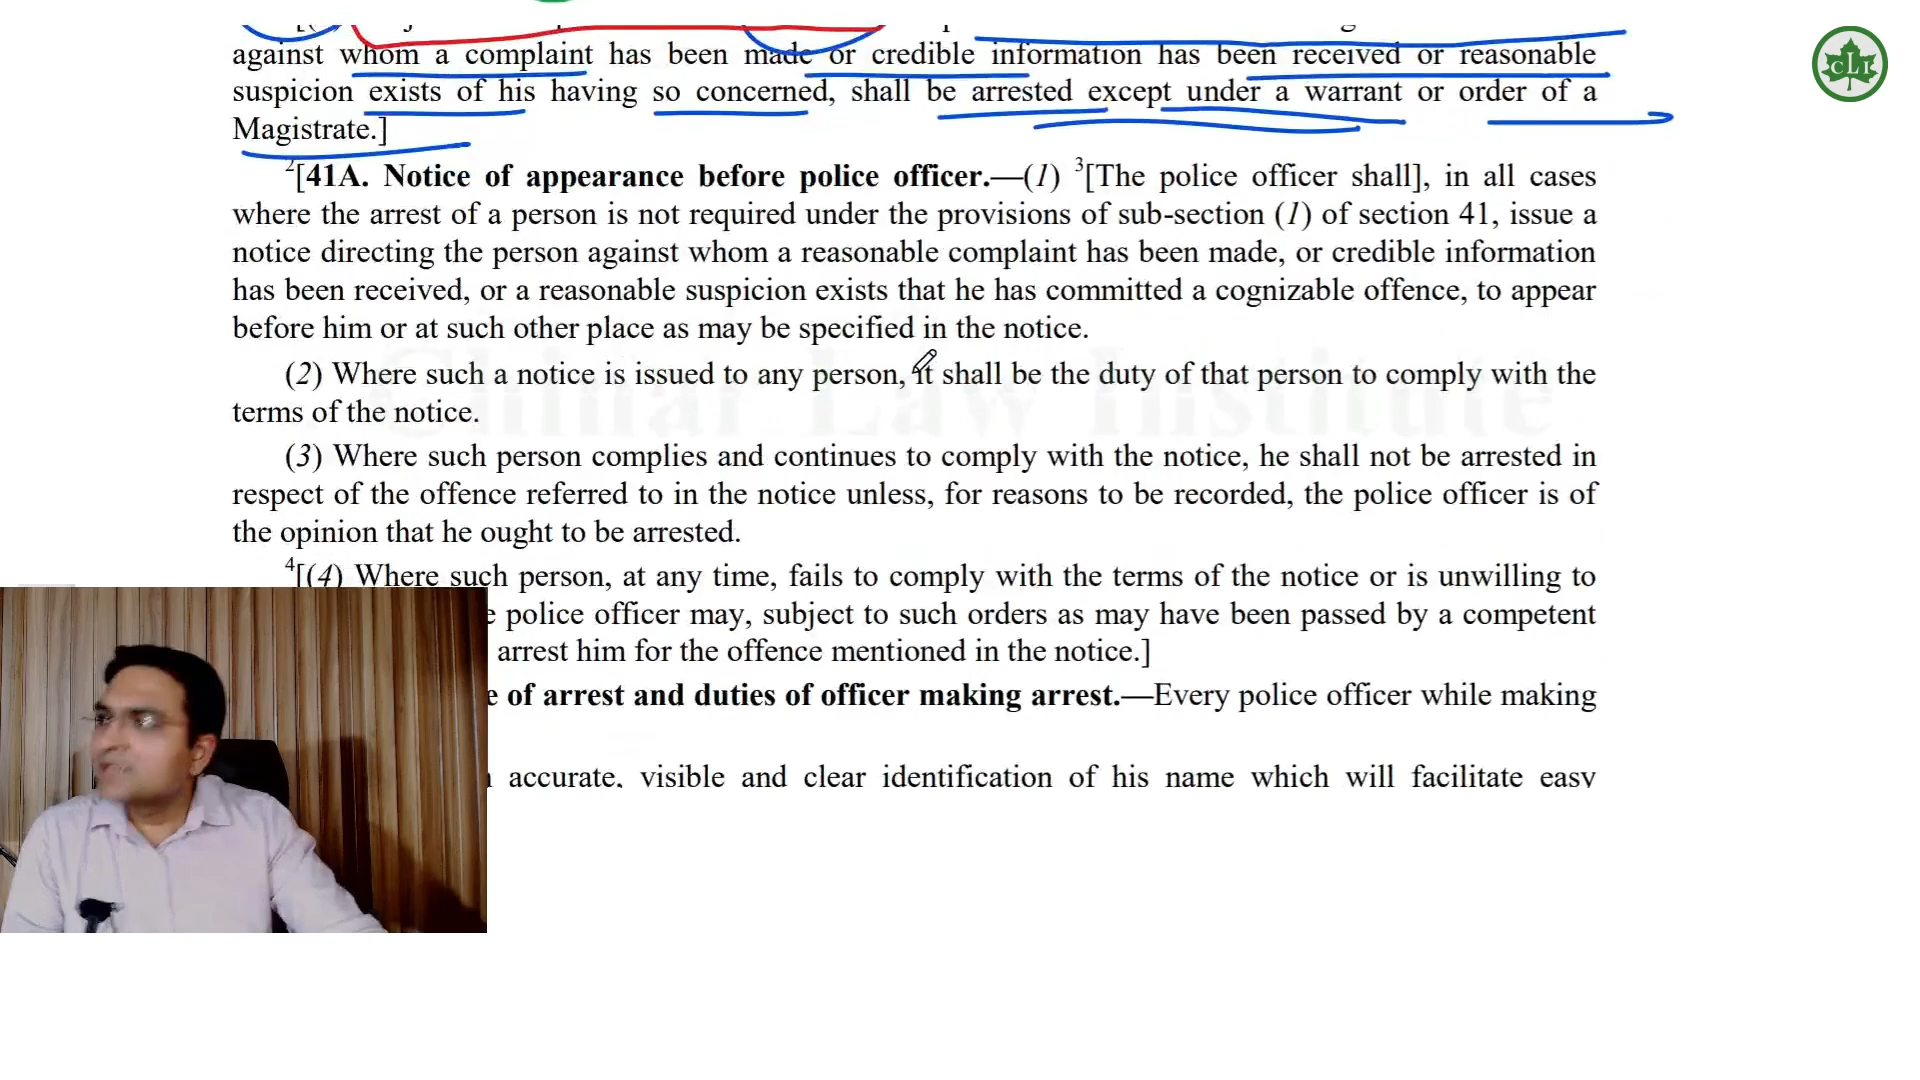 against whom a complaint has been made or credible information has been received or reasonable
suspicion exists of his having so concerned, shall be arrested except under a warrant or order of a
Magistrate.]
2[41A. Notice of appearance before police officer.—(1) 3[The police officer shall], in all cases
where the arrest of a person is not required under the provisions of sub-section (1) of section 41, issue a
notice directing the person against whom a reasonable complaint has been made, or credible information
has been received, or a reasonable suspicion exists that he has committed a cognizable offence, to appear
before him or at such other place as may be specified in the notice.
(2) Where such a notice is issued to any person, it shall be the duty of that person to comply with the
terms of the notice.
(3) Where such person complies and continues to comply with the notice, he shall not be arrested in
respect of the offence referred to in the notice unless, for reasons to be recorded, the police officer is of
the opinion that he ought to be arrested.
4[(4) Where such person, at any time, fails to comply with the terms of the notice or is unwilling to
police officer may, subject to such orders as may have been passed by a competent
arrest him for the offence mentioned in the notice.]
of arrest and duties of officer making arrest.—Every police officer while making
accurate, visible and clear identification of his name which will facilitate easy
Chinar Law Institute
CLI